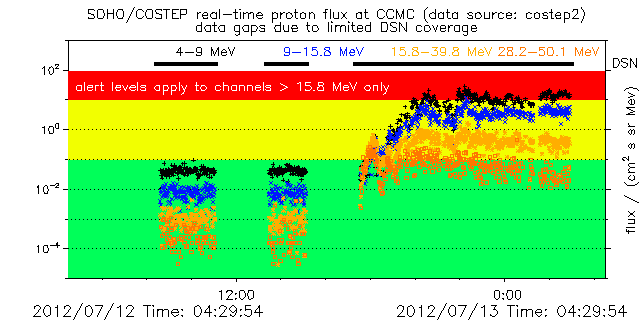 SOHO/COSTEP real-time proton flux at CCMC (data source: costep2)
data gaps due to limited DSN coverage
4-9 MeV 9-15.8 MeV 15.8-39.8 MeV 28.2-50.1 MeV
DSN
10²
alert levels apply to channels > 15.8 MeV only
10⁰
10⁻²
10⁻⁴
flux / (cm² s sr MeV)
12:00 0:00
2012/07/12 Time: 04:29:54 2012/07/13 Time: 04:29:54